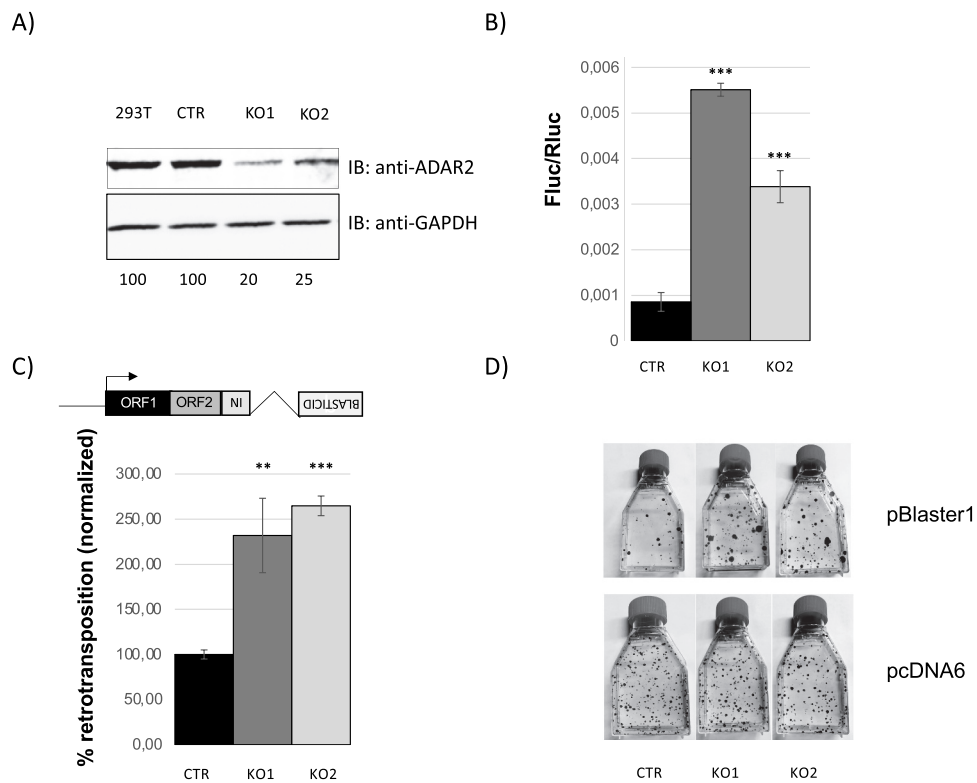 A)
293T CTR KO1 KO2
IB: anti-ADAR2
IB: anti-GAPDH
100 100 20 25
B)
Fluc/Rluc
0,006
0,005
0,004
0,003
0,002
0,001
0
***
***
CTR KO1 KO2
C)
ORF1 ORF2 IN BLASTICID
% retrotransposition (normalized)
300,00
250,00
200,00
150,00
100,00
50,00
0,00
** ***
CTR KO1 KO2
D)
pBlaster1
pcDNA6
CTR KO1 KO2